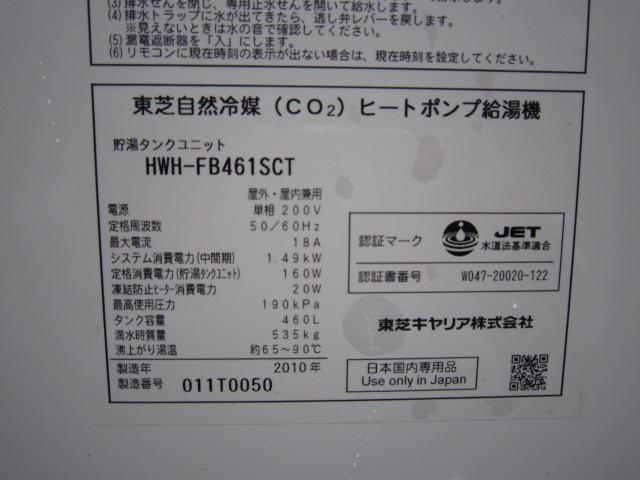 (3) 排水せんを閉じ、専用止水せんを開いて給水します。
(4) 排水トラップに水が出てきたら、逃し弁レバーを戻します。
※見えないときは水の音で確認してください。
(5) 漏電遮断器を「入」にします。
(6) リモコンに現在時刻の表示が出ない場合は、現在時刻を設定してください。
東芝自然冷媒（CO₂）ヒートポンプ給湯機
貯湯タンクユニット
HWH-FB461SCT
屋外・屋内兼用
電源 単相 200V
定格周波数 50/60Hz
最大電流 18A
システム消費電力(中間期) 1.49kW
定格消費電力(貯湯タンクユニット) 160W
凍結防止ヒーター消費電力 20W
最高使用圧力 190kPa
タンク容量 460L
満水時質量 535kg
沸上がり湯温 約65～90℃
製造年 2010年
製造番号 011T0050
認証マーク JET 水道法基準適合
認証書番号 W047-20020-122
東芝キヤリア株式会社
日本国内専用品
Use only in Japan